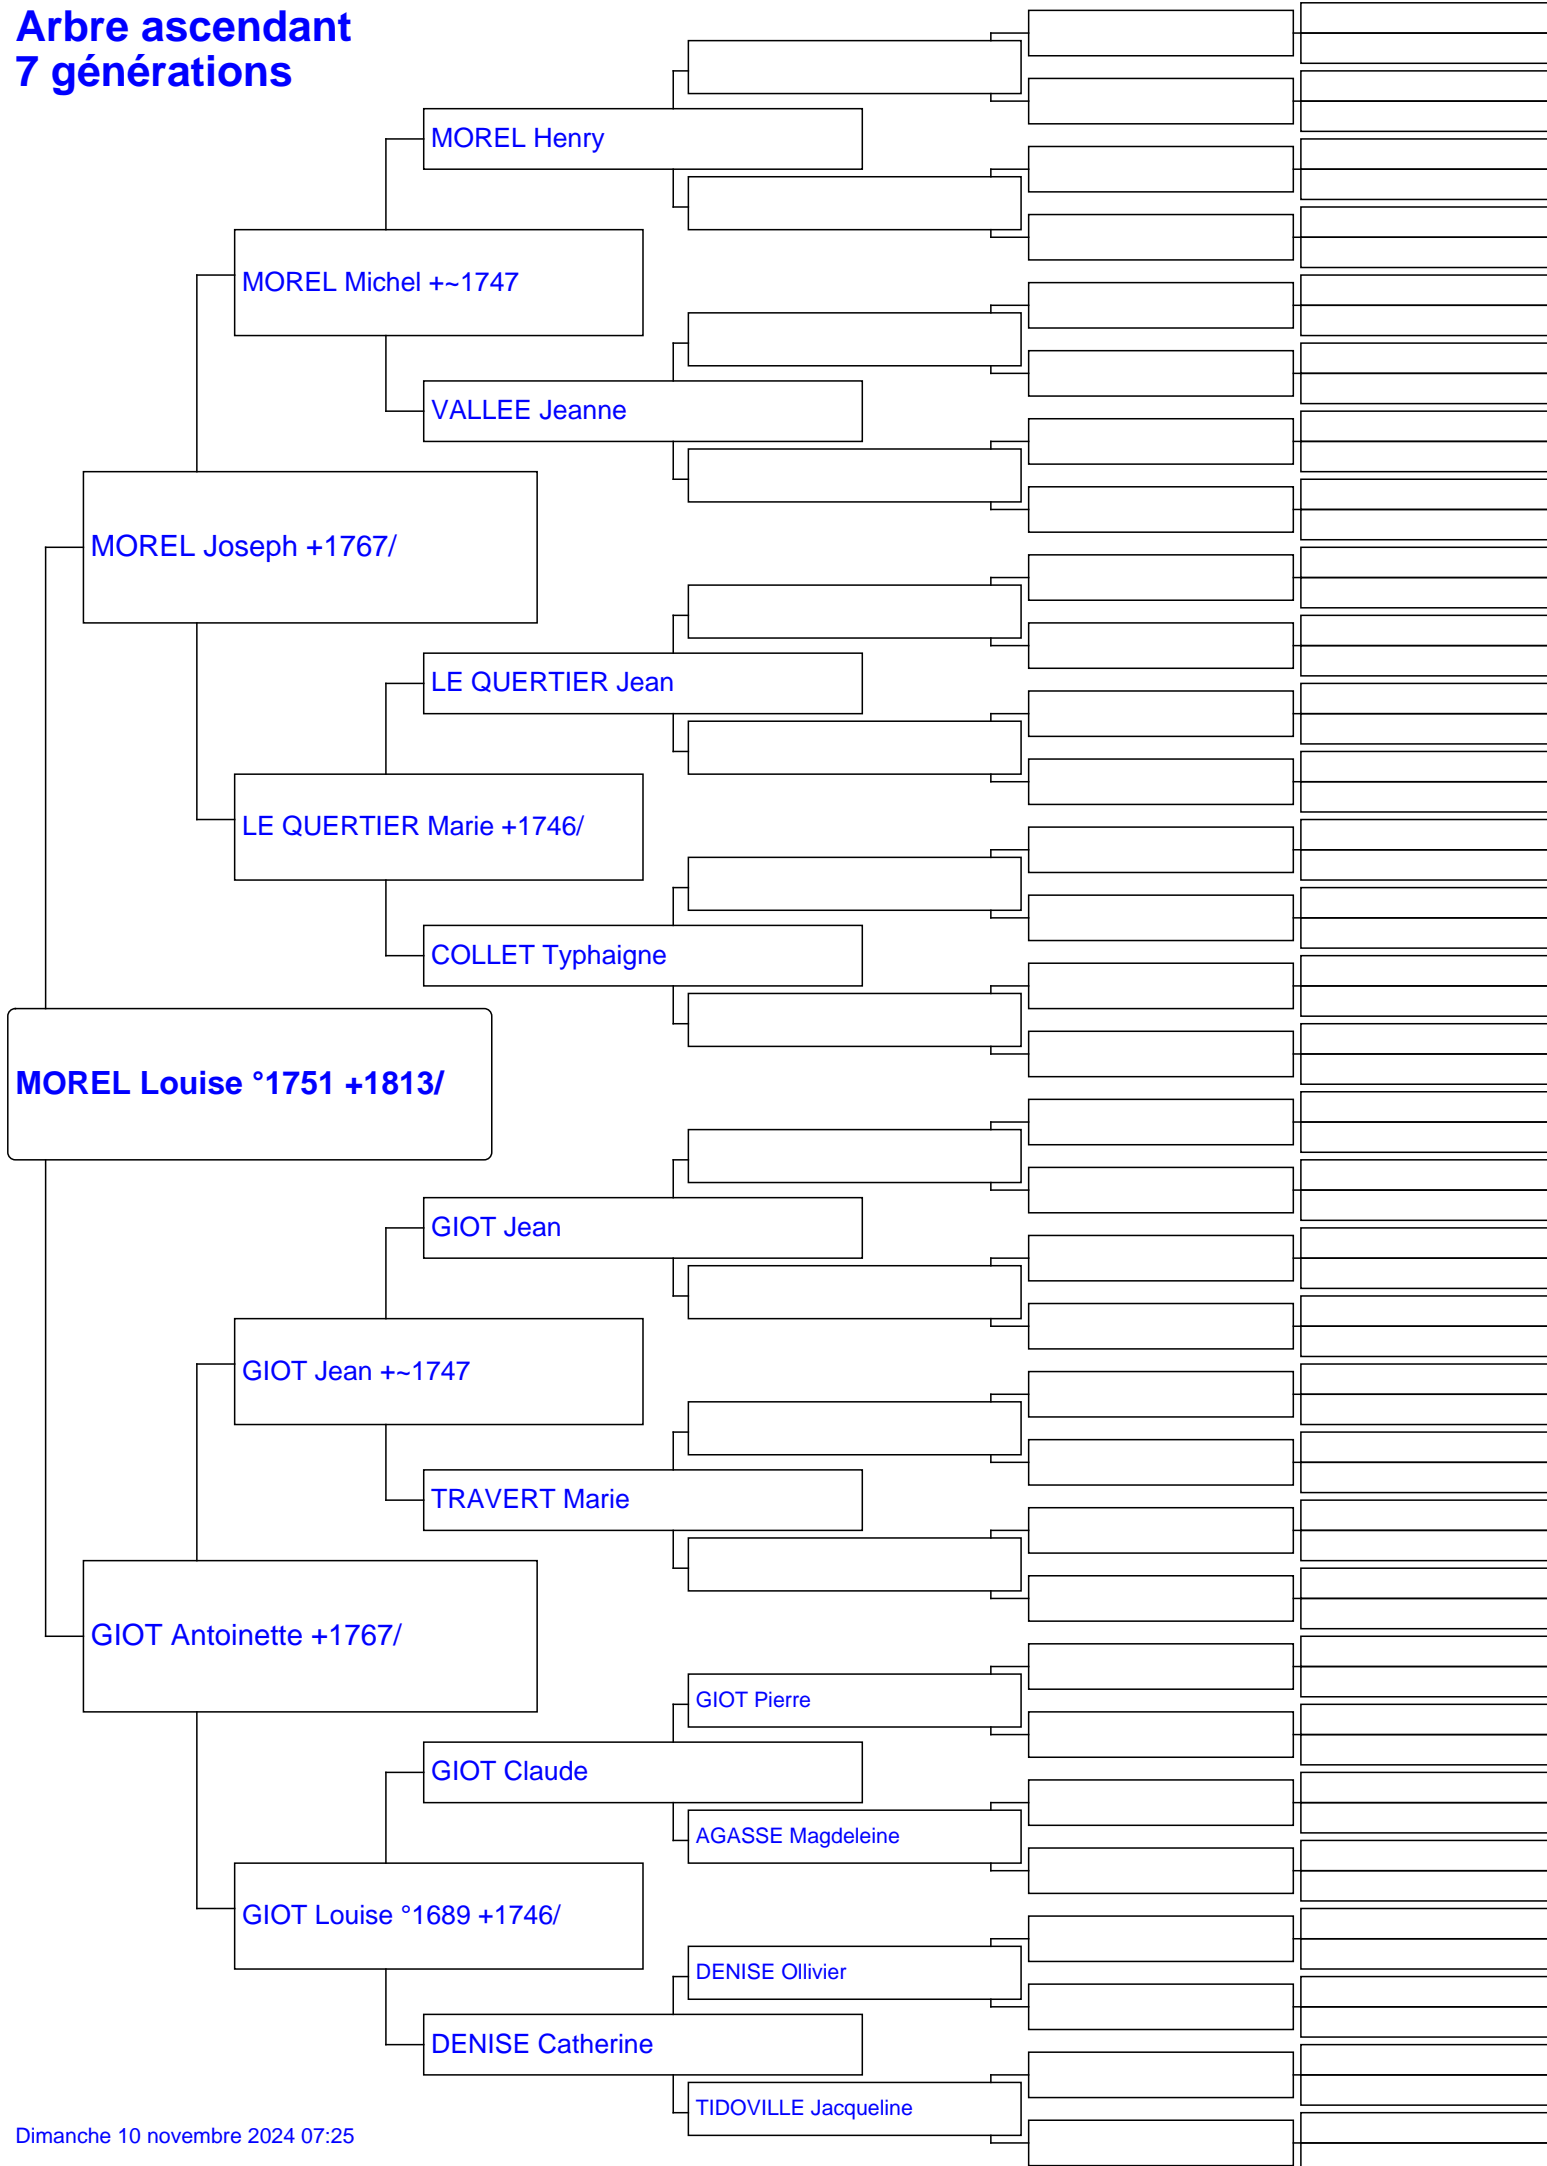 Arbre ascendant
7 générations
MOREL Henry
MOREL Michel +~1747
VALLEE Jeanne
MOREL Joseph +1767/
LE QUERTIER Jean
LE QUERTIER Marie +1746/
COLLET Typhaigne
MOREL Louise °1751 +1813/
GIOT Jean
GIOT Jean +~1747
TRAVERT Marie
GIOT Antoinette +1767/
GIOT Pierre
GIOT Claude
AGASSE Magdeleine
GIOT Louise °1689 +1746/
DENISE Ollivier
DENISE Catherine
TIDOVILLE Jacqueline
Dimanche 10 novembre 2024 07:25